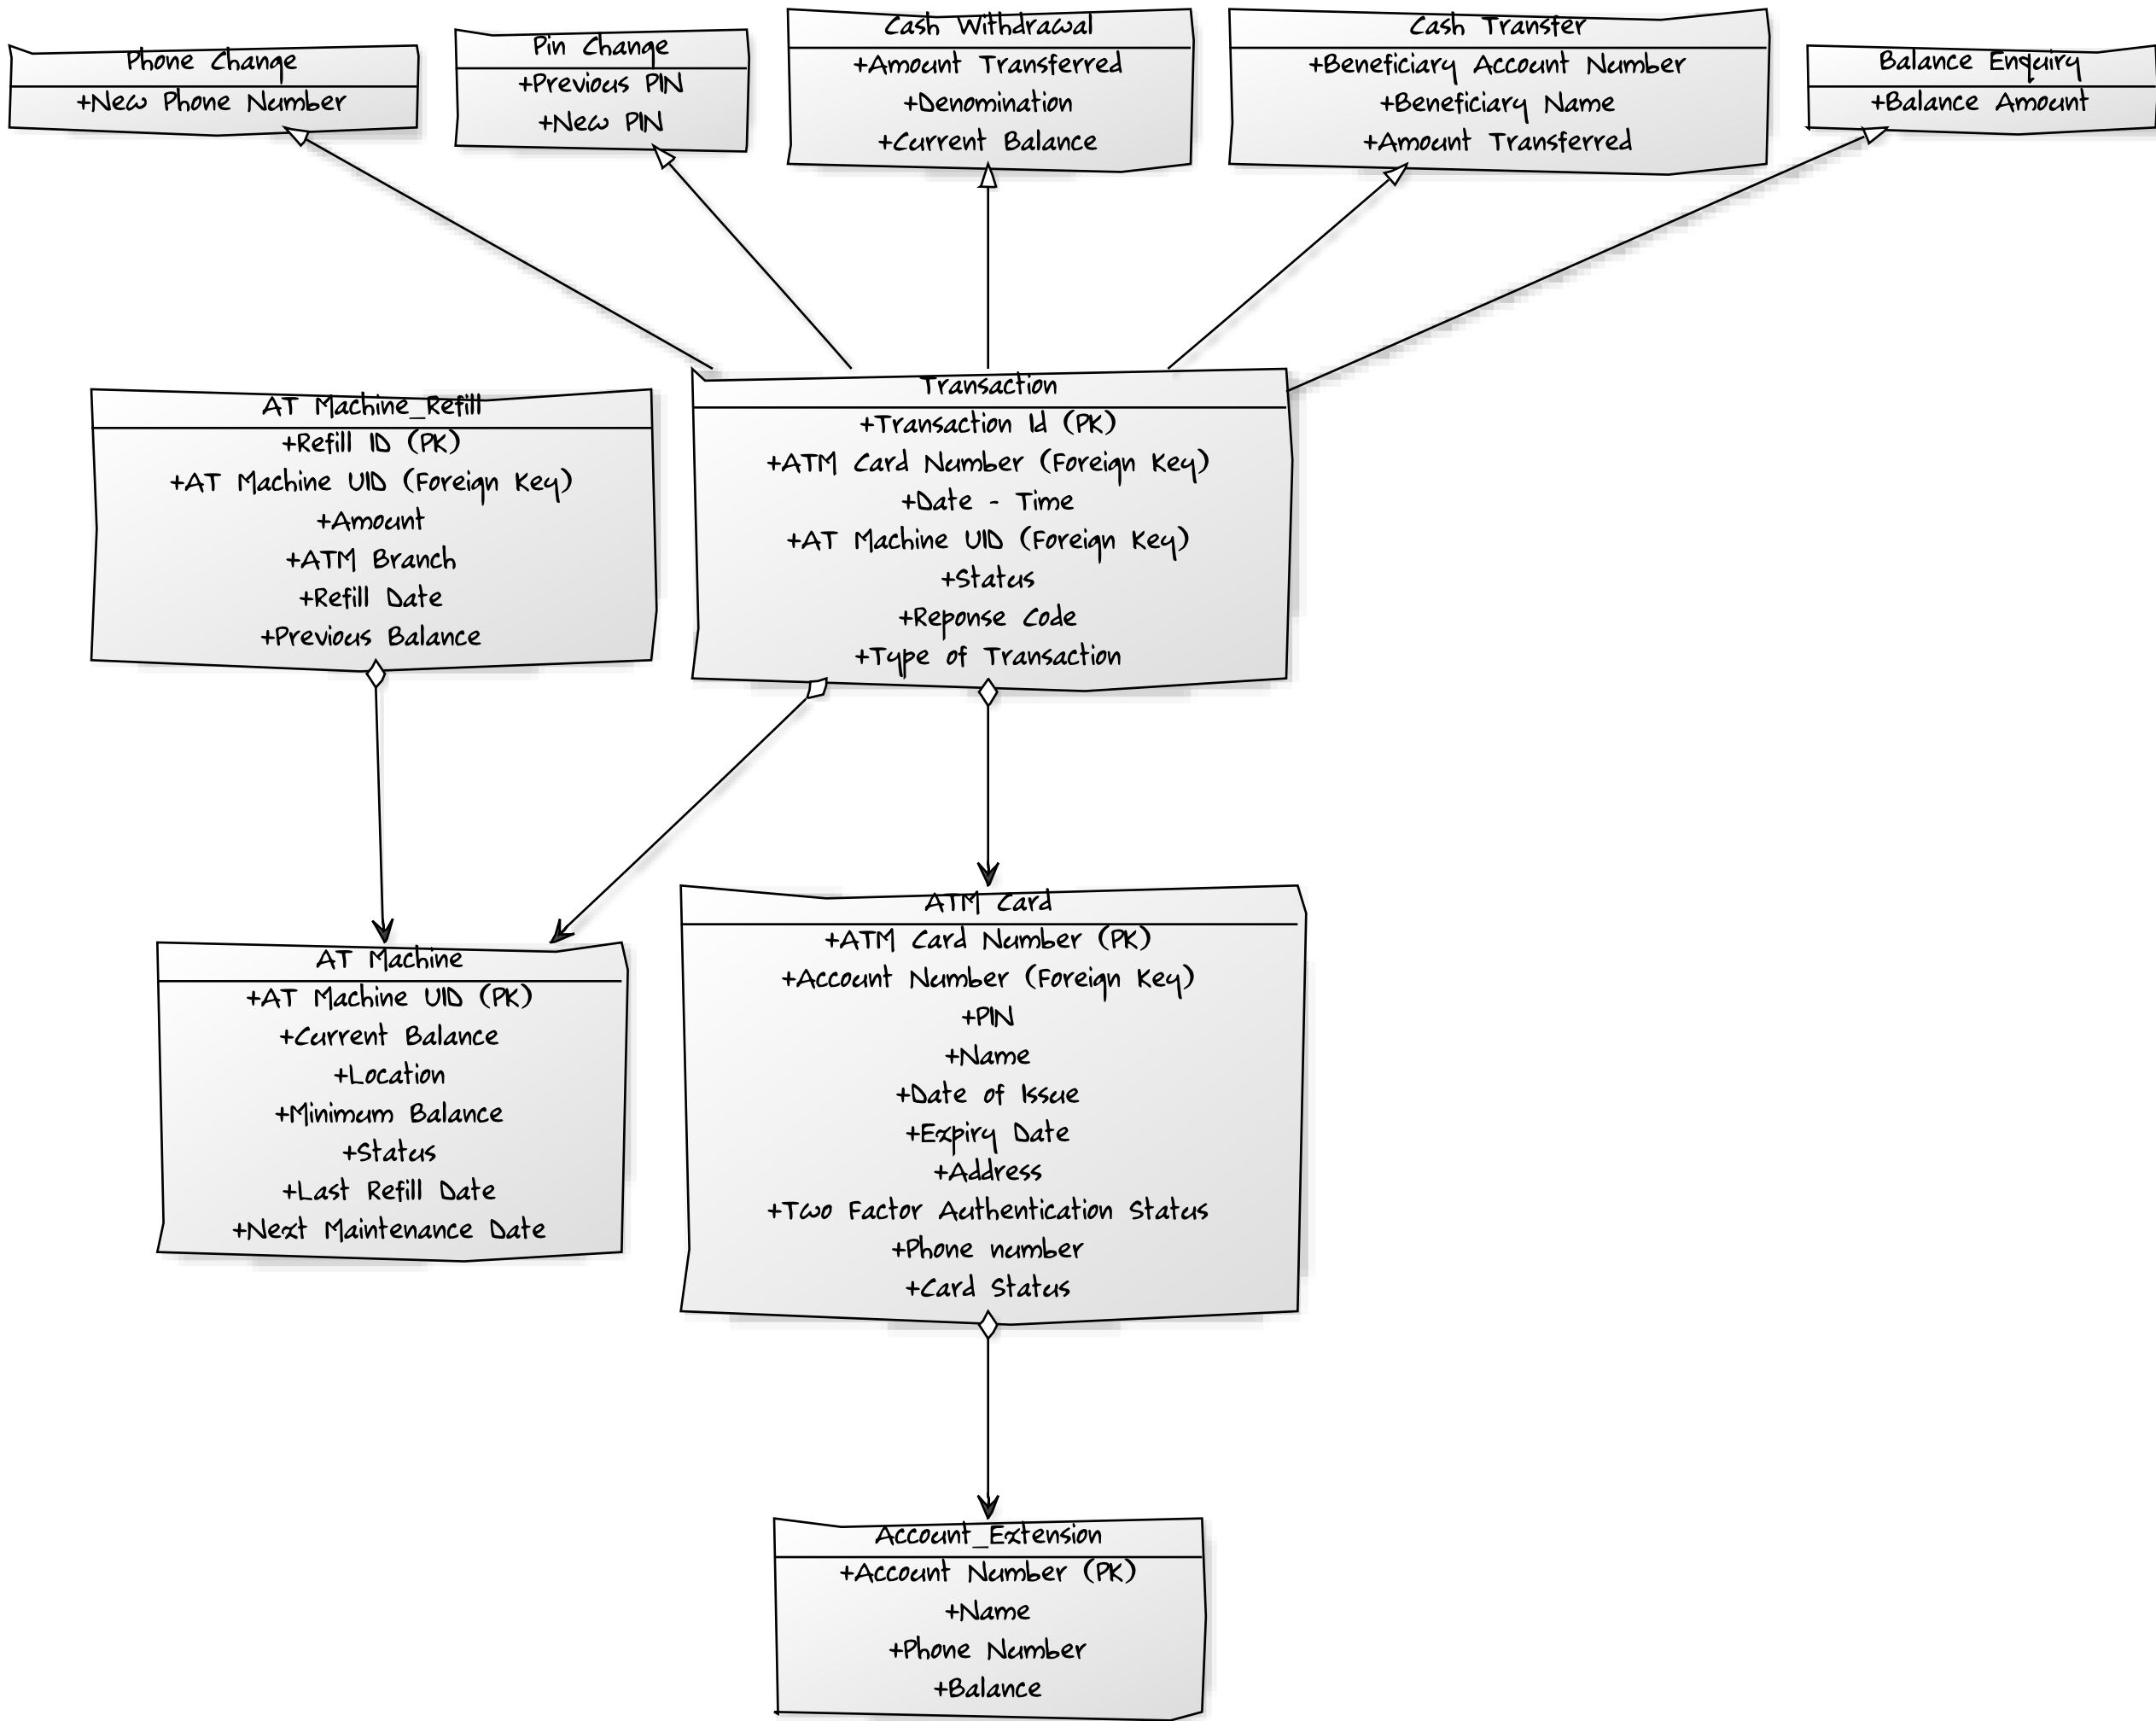 Phone Change
+New Phone Number
Pin Change
+Previous PIN
+New PIN
Cash Withdrawal
+Amount Transferred
+Denomination
+Current Balance
Cash Transfer
+Beneficiary Account Number
+Beneficiary Name
+Amount Transferred
Balance Enquiry
+Balance Amount
AT Machine_Refill
+Refill ID (PK)
+AT Machine UID (Foreign Key)
+Amount
+ATM Branch
+Refill Date
+Previous Balance
Transaction
+Transaction Id (PK)
+ATM Card Number (Foreign Key)
+Date - Time
+AT Machine UID (Foreign Key)
+Status
+Reponse Code
+Type of Transaction
AT Machine
+AT Machine UID (PK)
+Current Balance
+Location
+Minimum Balance
+Status
+Last Refill Date
+Next Maintenance Date
ATM Card
+ATM Card Number (PK)
+Account Number (Foreign Key)
+PIN
+Name
+Date of Issue
+Expiry Date
+Address
+Two Factor Authentication Status
+Phone number
+Card Status
Account_Extension
+Account Number (PK)
+Name
+Phone Number
+Balance